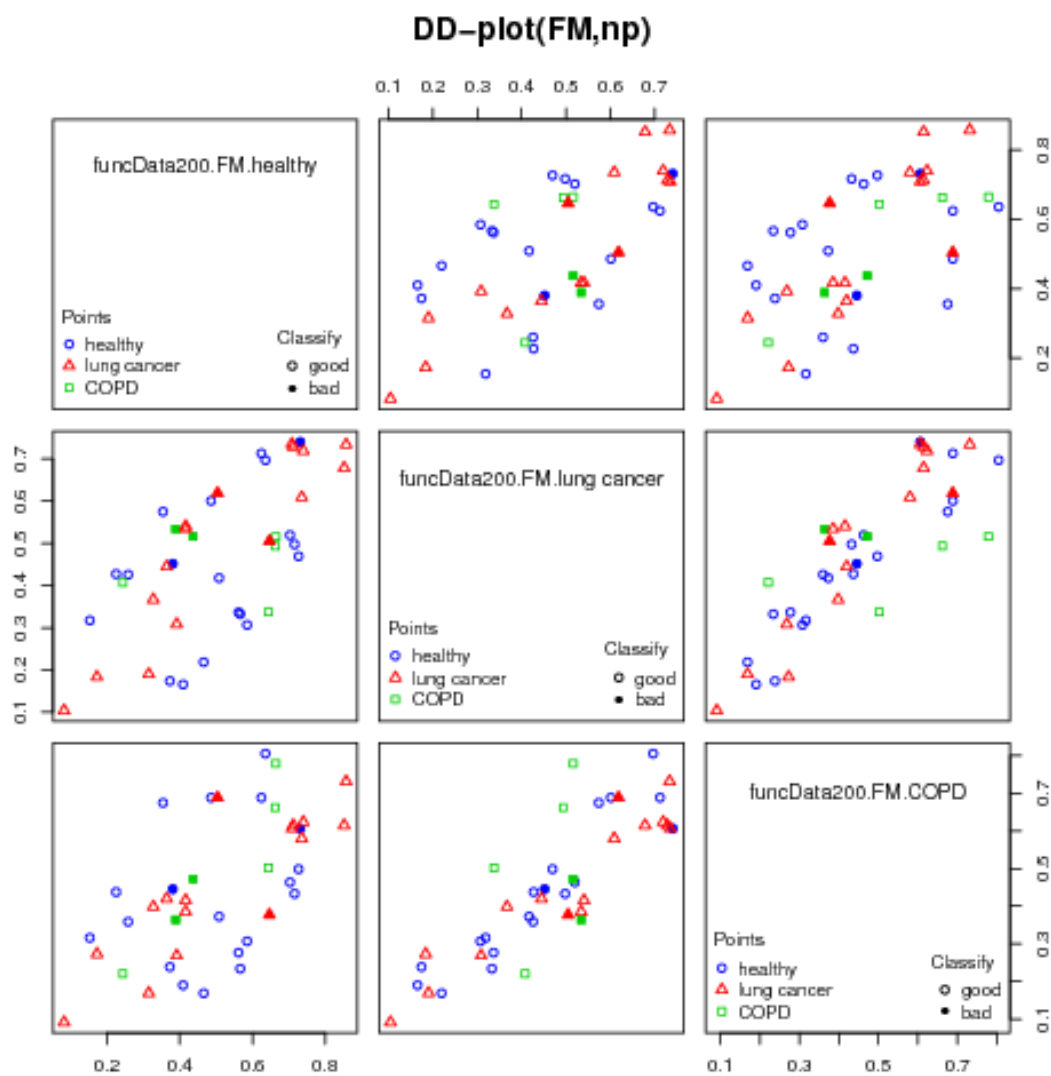 DD-plot(FM,np)
0.1 0.2 0.3 0.4 0.5 0.6 0.7
funcData200.FM.healthy
Points
healthy
lung cancer
COPD
Classify
good
bad
0.2 0.4 0.6 0.8
0.1 0.2 0.3 0.4 0.5 0.6 0.7
funcData200.FM.lung cancer
Points
healthy
lung cancer
COPD
Classify
good
bad
funcData200.FM.COPD
Points
healthy
lung cancer
COPD
Classify
good
bad
0.1 0.3 0.5 0.7
0.2 0.4 0.6 0.8
0.1 0.3 0.5 0.7